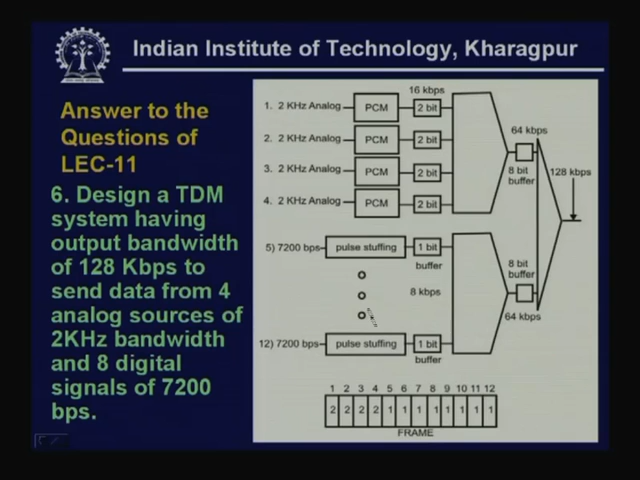 Indian Institute of Technology, Kharagpur
Answer to the
Questions of
LEC-11
6. Design a TDM
system having
output bandwidth
of 128 Kbps to
send data from 4
analog sources of
2KHz bandwidth
and 8 digital
signals of 7200
bps.
16 kbps
1. 2 KHz Analog PCM 2 bit
2. 2 KHz Analog PCM 2 bit
3. 2 KHz Analog PCM 2 bit
4. 2 KHz Analog PCM 2 bit
64 kbps
8 bit
buffer
128 kbps
5) 7200 bps pulse stuffing 1 bit
buffer
8 kbps
8 bit
buffer
64 kbps
12) 7200 bps pulse stuffing 1 bit
buffer
1 2 3 4 5 6 7 8 9 10 11 12
2 2 2 2 1 1 1 1 1 1 1 1
FRAME